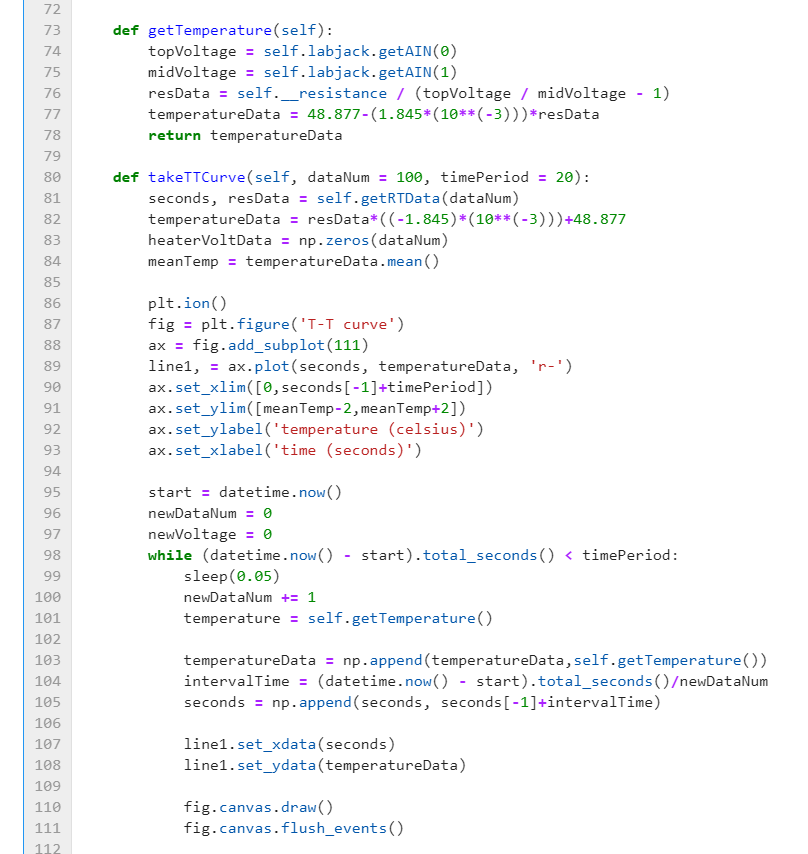 72
73 def getTemperature(self):
74 topVoltage = self.labjack.getAIN(0)
75 midVoltage = self.labjack.getAIN(1)
76 resData = self.__resistance / (topVoltage / midVoltage - 1)
77 temperatureData = 48.877-(1.845*(10**(-3)))*resData
78 return temperatureData
79
80 def takeTTCurve(self, dataNum = 100, timePeriod = 20):
81 seconds, resData = self.getRTData(dataNum)
82 temperatureData = resData*((-1.845)*(10**(-3)))+48.877
83 heaterVoltData = np.zeros(dataNum)
84 meanTemp = temperatureData.mean()
85
86 plt.ion()
87 fig = plt.figure('T-T curve')
88 ax = fig.add_subplot(111)
89 line1, = ax.plot(seconds, temperatureData, 'r-')
90 ax.set_xlim([0,seconds[-1]+timePeriod])
91 ax.set_ylim([meanTemp-2,meanTemp+2])
92 ax.set_ylabel('temperature (celsius)')
93 ax.set_xlabel('time (seconds)')
94
95 start = datetime.now()
96 newDataNum = 0
97 newVoltage = 0
98 while (datetime.now() - start).total_seconds() < timePeriod:
99 sleep(0.05)
100 newDataNum += 1
101 temperature = self.getTemperature()
102
103 temperatureData = np.append(temperatureData,self.getTemperature())
104 intervalTime = (datetime.now() - start).total_seconds()/newDataNum
105 seconds = np.append(seconds, seconds[-1]+intervalTime)
106
107 line1.set_xdata(seconds)
108 line1.set_ydata(temperatureData)
109
110 fig.canvas.draw()
111 fig.canvas.flush_events()
112